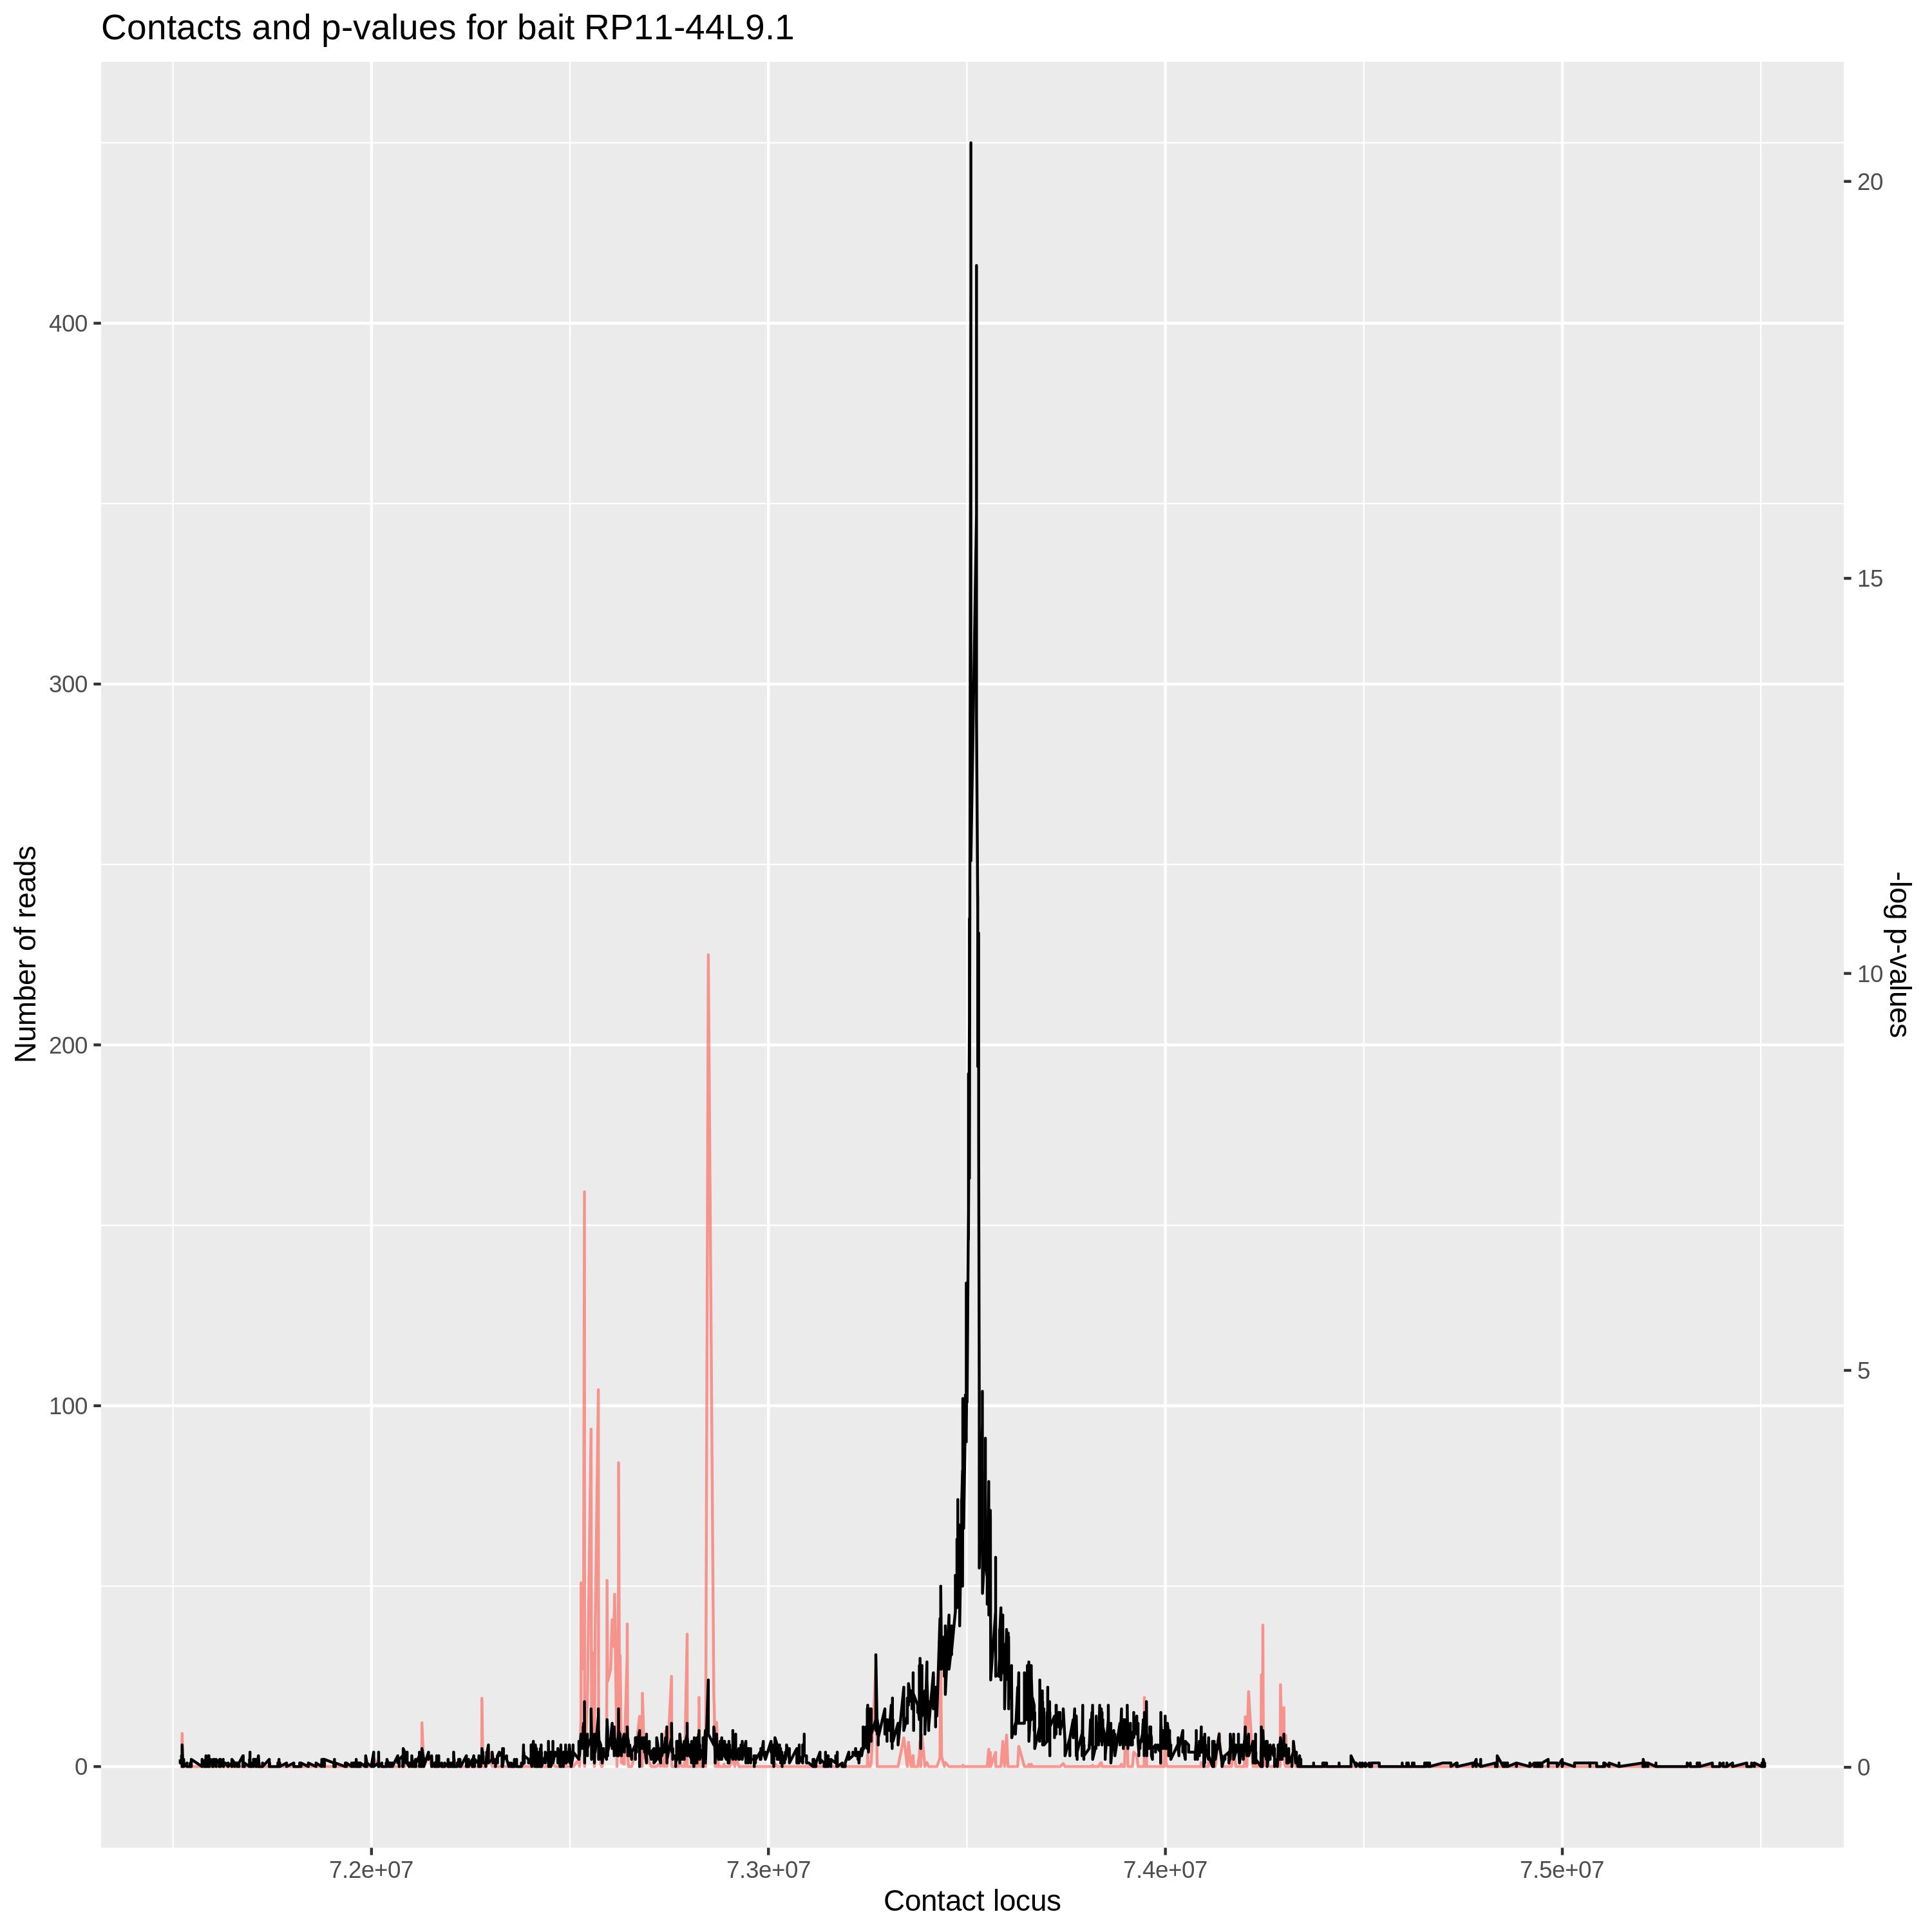 Contacts and p-values for bait RP11-44L9.1
400
300
200
100
0
Number of reads
20
15
10
5
0
-log p-values
7.2e+07
7.3e+07
7.4e+07
7.5e+07
Contact locus